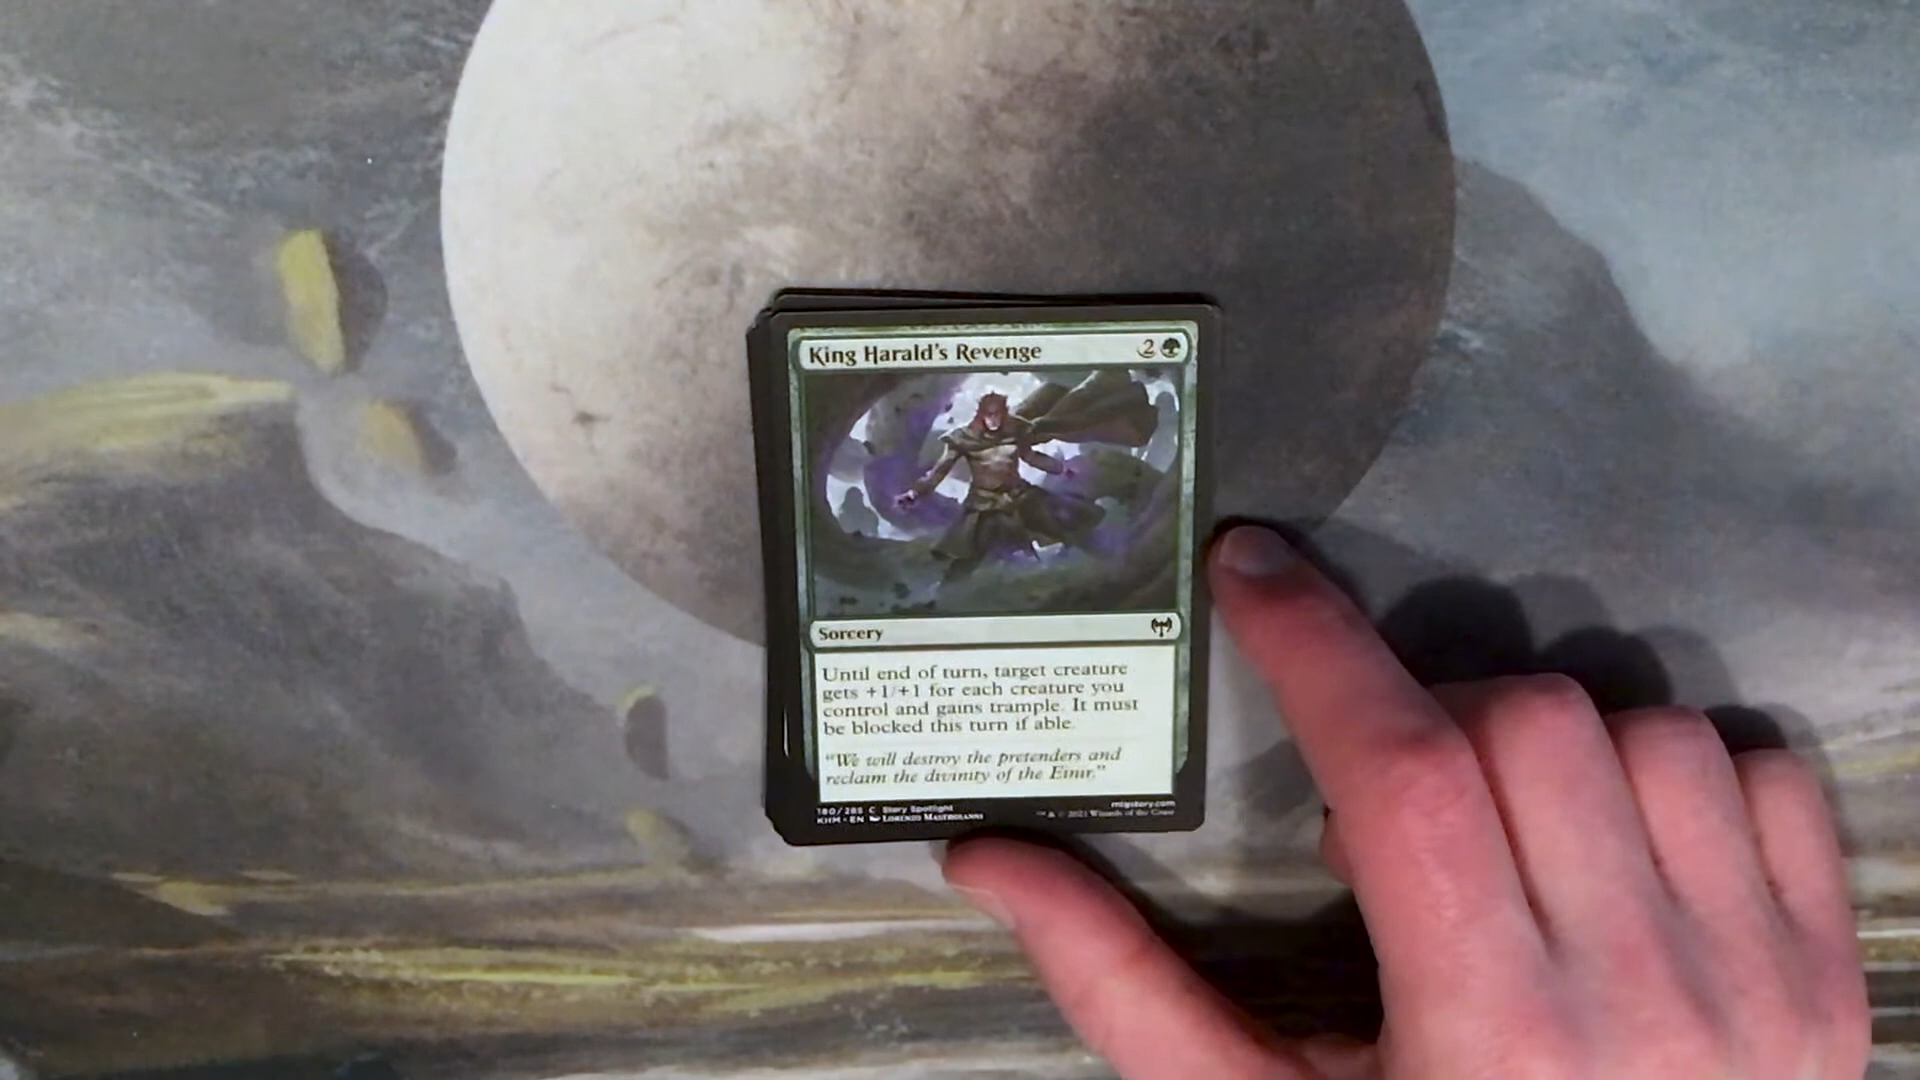 King Harald's Revenge 2
Sorcery
Until end of turn, target creature
gets +1/+1 for each creature you
control and gains trample. It must
be blocked this turn if able.
"We will destroy the pretenders and
reclaim the divinity of the Einir."
180/285 C Story Spotlight mtgstory.com
KHM • EN Lorenzo Mastroianni ™ & © 2021 Wizards of the Coast